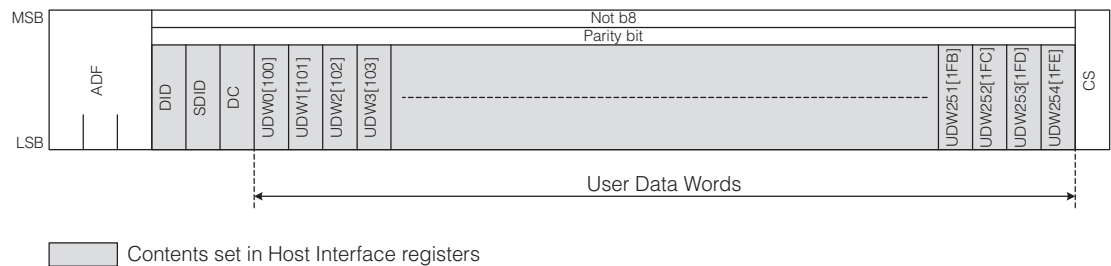 MSB
Not b8
Parity bit
ADF
DID
SDID
DC
UDW0[100]
UDW1[101]
UDW2[102]
UDW3[103]
UDW251[1FB]
UDW252[1FC]
UDW253[1FD]
UDW254[1FE]
CS
LSB
User Data Words
Contents set in Host Interface registers